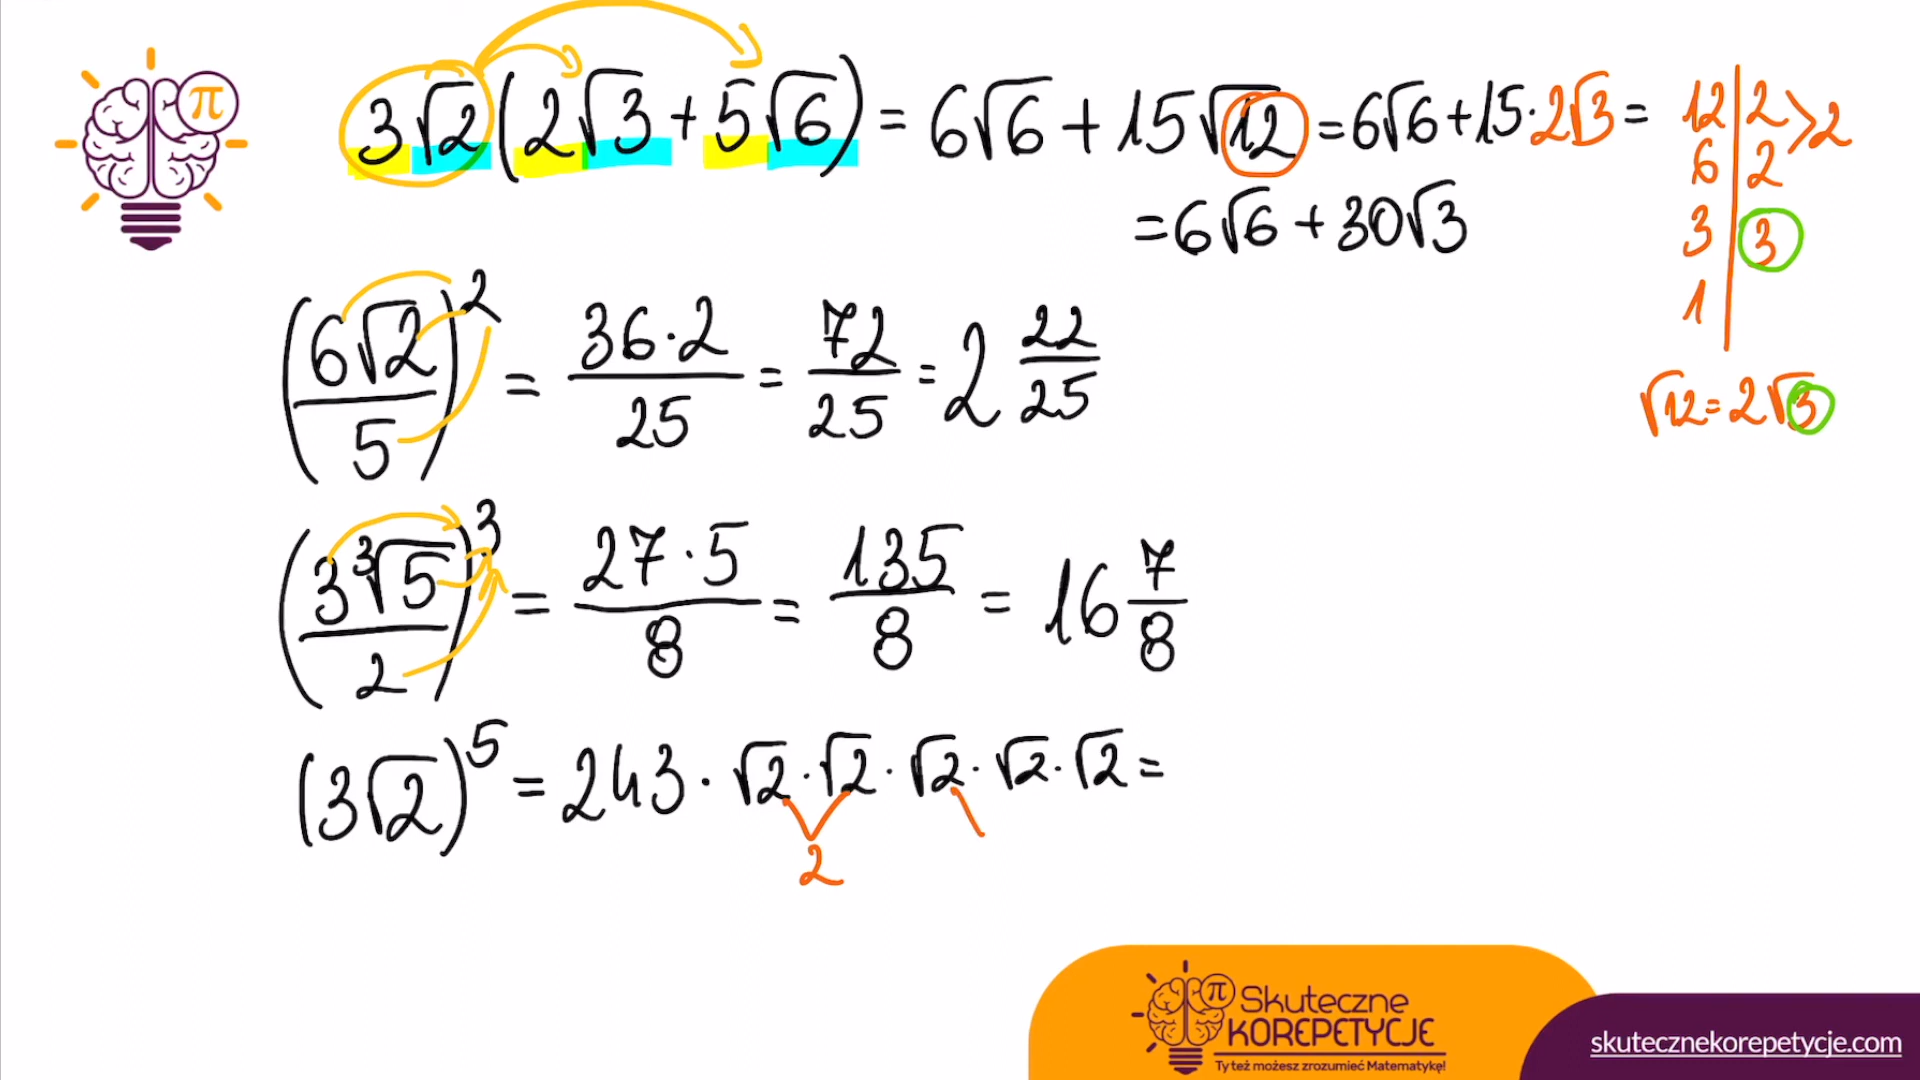 π
3√2(2√3+5√6) = 6√6 + 15√12 = 6√6+15·2√3 =
= 6√6 + 30√3
12|2 >2
6|2
3|3
1|
√12 = 2√3
(6√2/5)² = 36·2/25 = 72/25 = 2 22/25
(3∛5/2)³ = 27·5/8 = 135/8 = 16 7/8
(3√2)⁵ = 243·√2·√2·√2·√2·√2 =
2
π
Skuteczne
KOREPETYCJE
Ty też możesz zrozumieć Matematykę!
skutecznekorepetycje.com